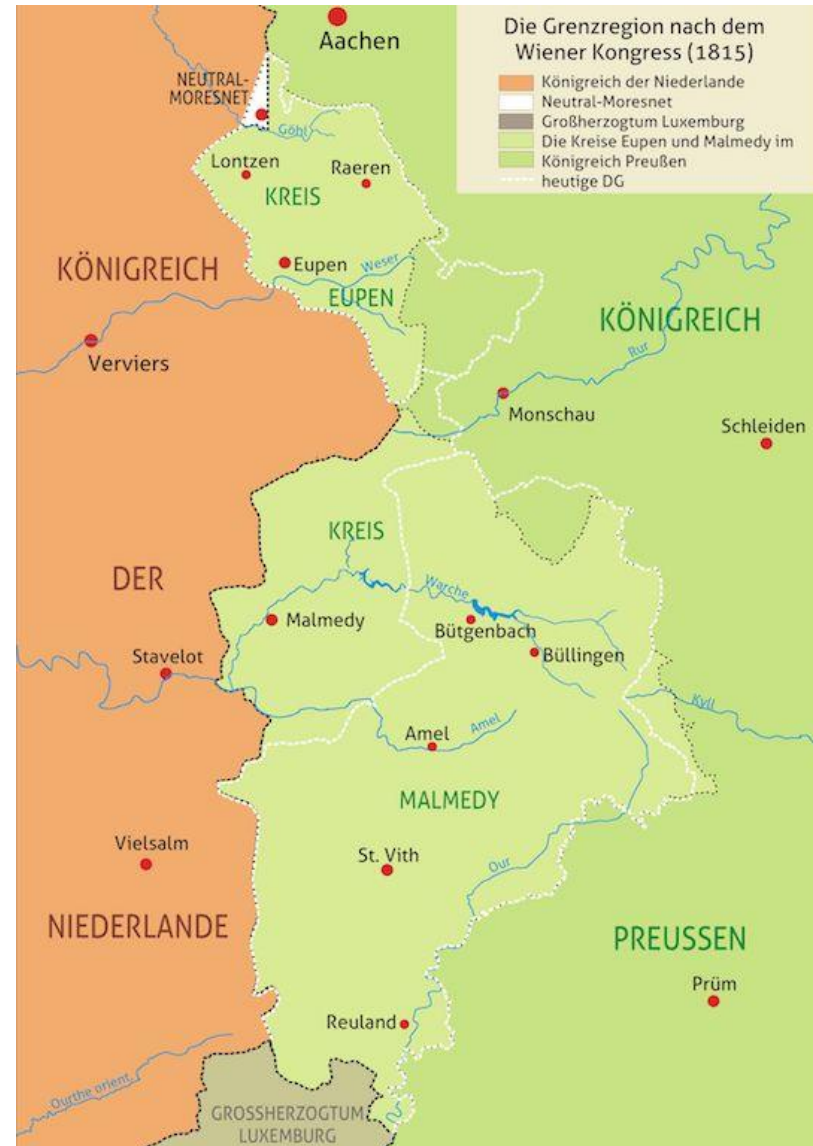 Die Grenzregion nach dem
Wiener Kongress (1815)
Königreich der Niederlande
Neutral-Moresnet
Großherzogtum Luxemburg
Die Kreise Eupen und Malmedy im
Königreich Preußen
heutige DG
Aachen
NEUTRAL-
MORESNET
Göhl
Lontzen
Raeren
KREIS
KÖNIGREICH
Eupen
Weser
EUPEN
KÖNIGREICH
Verviers
Rur
Monschau
Schleiden
KREIS
DER
Warche
Malmedy
Bütgenbach
Büllingen
Stavelot
Kyll
Amel
Amel
MALMEDY
Vielsalm
St. Vith
Our
NIEDERLANDE
PREUSSEN
Prüm
Reuland
Ourthe orient.
GROSSHERZOGTUM
LUXEMBURG